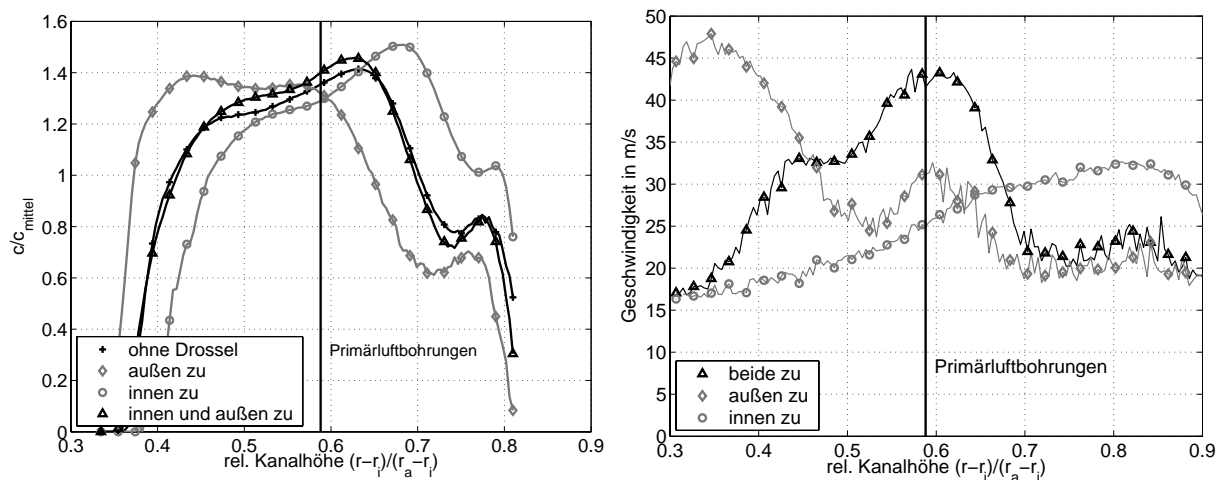 1.6
1.4
1.2
1
0.8
0.6
0.4
0.2
0
c/c_mittel
0.3 0.4 0.5 0.6 0.7 0.8 0.9
rel. Kanalhöhe (r−r_i)/(r_a−r_i)
Primärluftbohrungen
ohne Drossel
außen zu
innen zu
innen und außen zu
50
45
40
35
30
25
20
15
10
5
0
Geschwindigkeit in m/s
0.3 0.4 0.5 0.6 0.7 0.8 0.9
rel. Kanalhöhe (r−r_i)/(r_a−r_i)
Primärluftbohrungen
beide zu
außen zu
innen zu